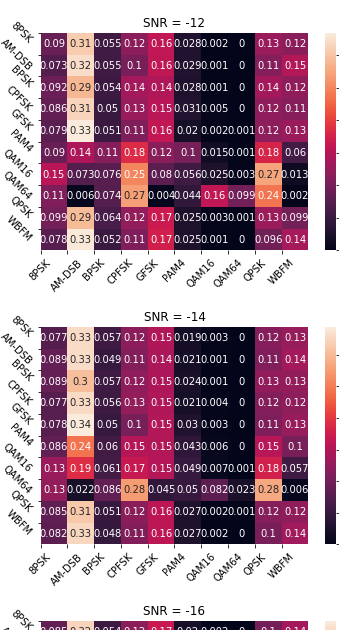 SNR = -12
8PSK 0.09 0.31 0.055 0.12 0.16 0.028 0.002 0 0.13 0.12
AM-DSB 0.073 0.32 0.055 0.1 0.16 0.029 0.001 0 0.11 0.15
BPSK 0.092 0.29 0.054 0.14 0.14 0.028 0.001 0 0.14 0.12
CPFSK 0.086 0.31 0.05 0.13 0.15 0.031 0.005 0 0.12 0.11
GFSK 0.079 0.33 0.051 0.11 0.16 0.02 0.002 0.001 0.12 0.13
PAM4 0.09 0.14 0.11 0.18 0.12 0.1 0.015 0.001 0.18 0.06
QAM16 0.15 0.073 0.076 0.25 0.08 0.056 0.025 0.003 0.27 0.013
QAM64 0.11 0.006 0.074 0.27 0.004 0.044 0.16 0.099 0.24 0.002
QPSK 0.099 0.29 0.064 0.12 0.17 0.025 0.003 0.001 0.13 0.099
WBFM 0.078 0.33 0.052 0.11 0.17 0.025 0.001 0 0.096 0.14
8PSK AM-DSB BPSK CPFSK GFSK PAM4 QAM16 QAM64 QPSK WBFM
SNR = -14
8PSK 0.077 0.33 0.057 0.12 0.15 0.019 0.003 0 0.12 0.13
AM-DSB 0.089 0.33 0.049 0.11 0.14 0.021 0.001 0 0.11 0.14
BPSK 0.089 0.3 0.057 0.12 0.15 0.024 0.001 0 0.13 0.13
CPFSK 0.077 0.33 0.056 0.13 0.15 0.021 0.004 0 0.12 0.12
GFSK 0.078 0.34 0.05 0.1 0.15 0.03 0.003 0 0.11 0.13
PAM4 0.086 0.24 0.06 0.15 0.15 0.043 0.006 0 0.15 0.1
QAM16 0.13 0.19 0.061 0.17 0.15 0.049 0.007 0.001 0.18 0.057
QAM64 0.13 0.022 0.086 0.28 0.045 0.05 0.082 0.023 0.28 0.006
QPSK 0.085 0.31 0.051 0.12 0.16 0.027 0.002 0.001 0.12 0.12
WBFM 0.082 0.33 0.048 0.11 0.16 0.027 0.002 0 0.1 0.14
8PSK AM-DSB BPSK CPFSK GFSK PAM4 QAM16 QAM64 QPSK WBFM
SNR = -16
8PSK